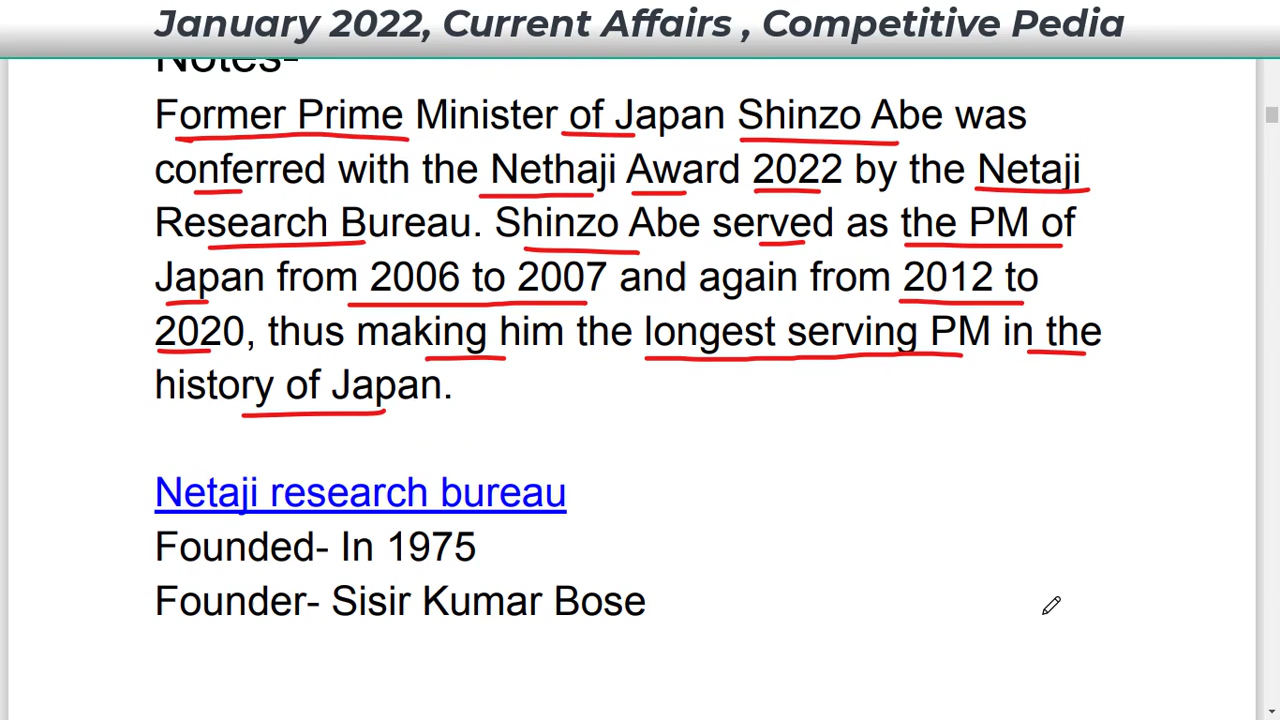 January 2022, Current Affairs , Competitive Pedia
Notes-
Former Prime Minister of Japan Shinzo Abe was
conferred with the Nethaji Award 2022 by the Netaji
Research Bureau. Shinzo Abe served as the PM of
Japan from 2006 to 2007 and again from 2012 to
2020, thus making him the longest serving PM in the
history of Japan.
Netaji research bureau
Founded- In 1975
Founder- Sisir Kumar Bose